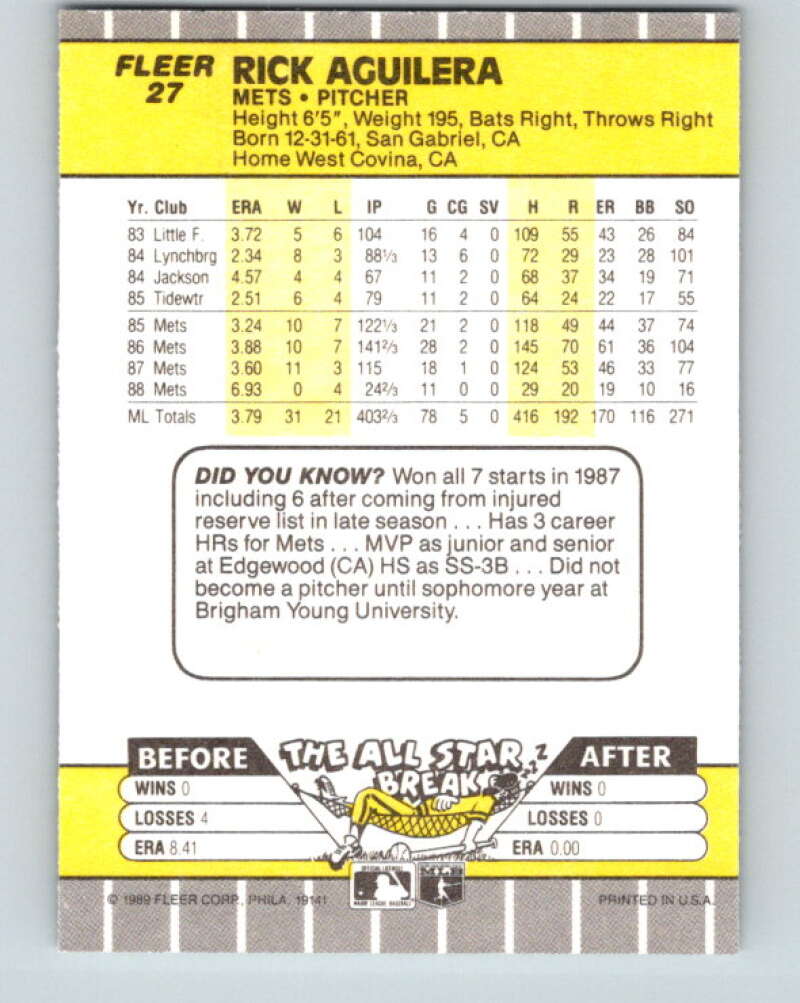 FLEER
27
RICK AGUILERA
METS • PITCHER
Height 6'5", Weight 195, Bats Right, Throws Right
Born 12-31-61, San Gabriel, CA
Home West Covina, CA
Yr. Club ERA W L IP G CG SV H R ER BB SO
83 Little F. 3.72 5 6 104 16 4 0 109 55 43 26 84
84 Lynchbrg 2.34 8 3 88⅓ 13 6 0 72 29 23 28 101
84 Jackson 4.57 4 4 67 11 2 0 68 37 34 19 71
85 Tidewtr 2.51 6 4 79 11 2 0 64 24 22 17 55
85 Mets 3.24 10 7 122⅓ 21 2 0 118 49 44 37 74
86 Mets 3.88 10 7 141⅔ 28 2 0 145 70 61 36 104
87 Mets 3.60 11 3 115 18 1 0 124 53 46 33 77
88 Mets 6.93 0 4 24⅔ 11 0 0 29 20 19 10 16
ML Totals 3.79 31 21 403⅔ 78 5 0 416 192 170 116 271
DID YOU KNOW? Won all 7 starts in 1987
including 6 after coming from injured
reserve list in late season . . . Has 3 career
HRs for Mets . . . MVP as junior and senior
at Edgewood (CA) HS as SS-3B . . . Did not
become a pitcher until sophomore year at
Brigham Young University.
BEFORE THE ALL STAR BREAK ZZZ AFTER
WINS 0 WINS 0
LOSSES 4 LOSSES 0
ERA 8.41 ERA 0.00
OFFICIAL LICENSEE
MAJOR LEAGUE BASEBALL
MLB
© 1989 FLEER CORP., PHILA. 19141 PRINTED IN U.S.A.